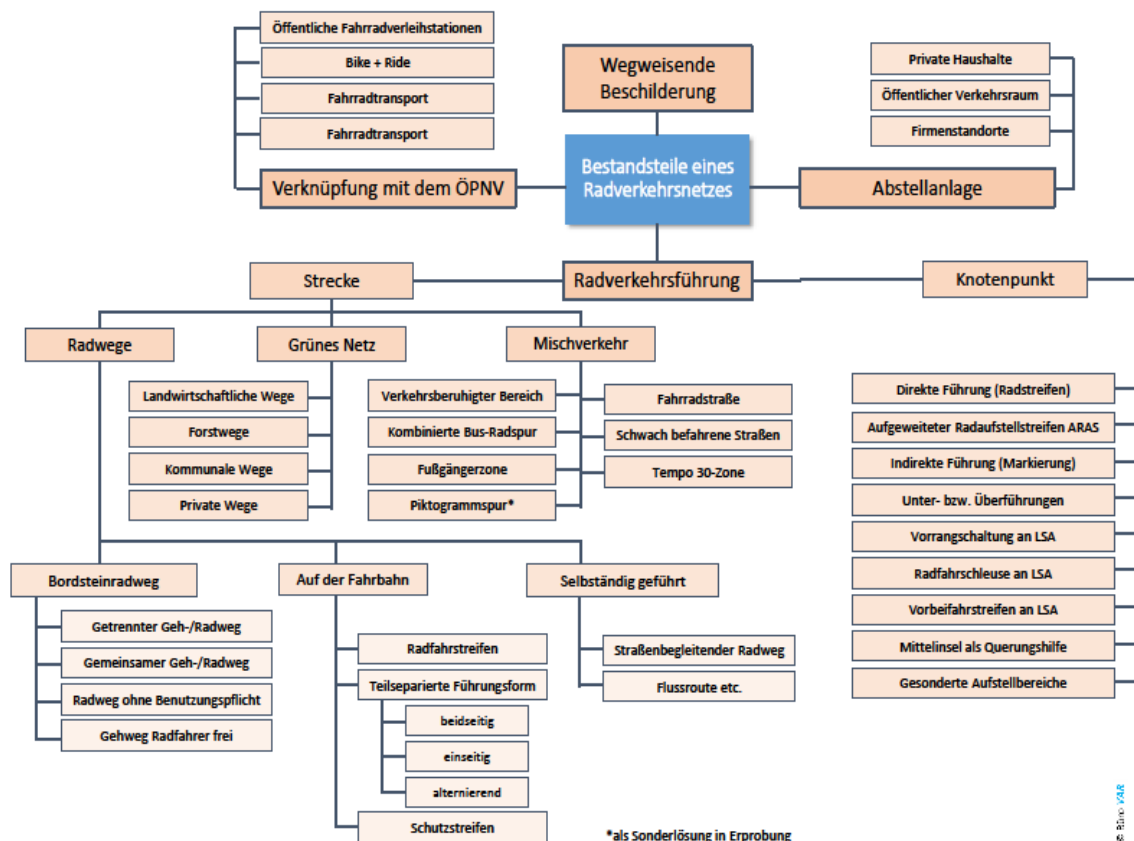 Öffentliche Fahrradverleihstationen
Bike + Ride
Fahrradtransport
Fahrradtransport
Verknüpfung mit dem ÖPNV
Wegweisende
Beschilderung
Bestandteile eines
Radverkehrsnetzes
Private Haushalte
Öffentlicher Verkehrsraum
Firmenstandorte
Abstellanlage
Strecke
Radverkehrsführung
Knotenpunkt
Radwege
Grünes Netz
Mischverkehr
Landwirtschaftliche Wege
Forstwege
Kommunale Wege
Private Wege
Verkehrsberuhigter Bereich
Kombinierte Bus-Radspur
Fußgängerzone
Piktogrammspur*
Fahrradstraße
Schwach befahrene Straßen
Tempo 30-Zone
Direkte Führung (Radstreifen)
Aufgeweiteter Radaufstellstreifen ARAS
Indirekte Führung (Markierung)
Unter- bzw. Überführungen
Vorrangschaltung an LSA
Radfahrschleuse an LSA
Vorbeifahrstreifen an LSA
Mittelinsel als Querungshilfe
Gesonderte Aufstellbereiche
Bordsteinradweg
Auf der Fahrbahn
Selbständig geführt
Getrennter Geh-/Radweg
Gemeinsamer Geh-/Radweg
Radweg ohne Benutzungspflicht
Gehweg Radfahrer frei
Radfahrstreifen
Teilseparierte Führungsform
beidseitig
einseitig
alternierend
Schutzstreifen
Straßenbegleitender Radweg
Flussroute etc.
*als Sonderlösung in Erprobung
© Büro VAR